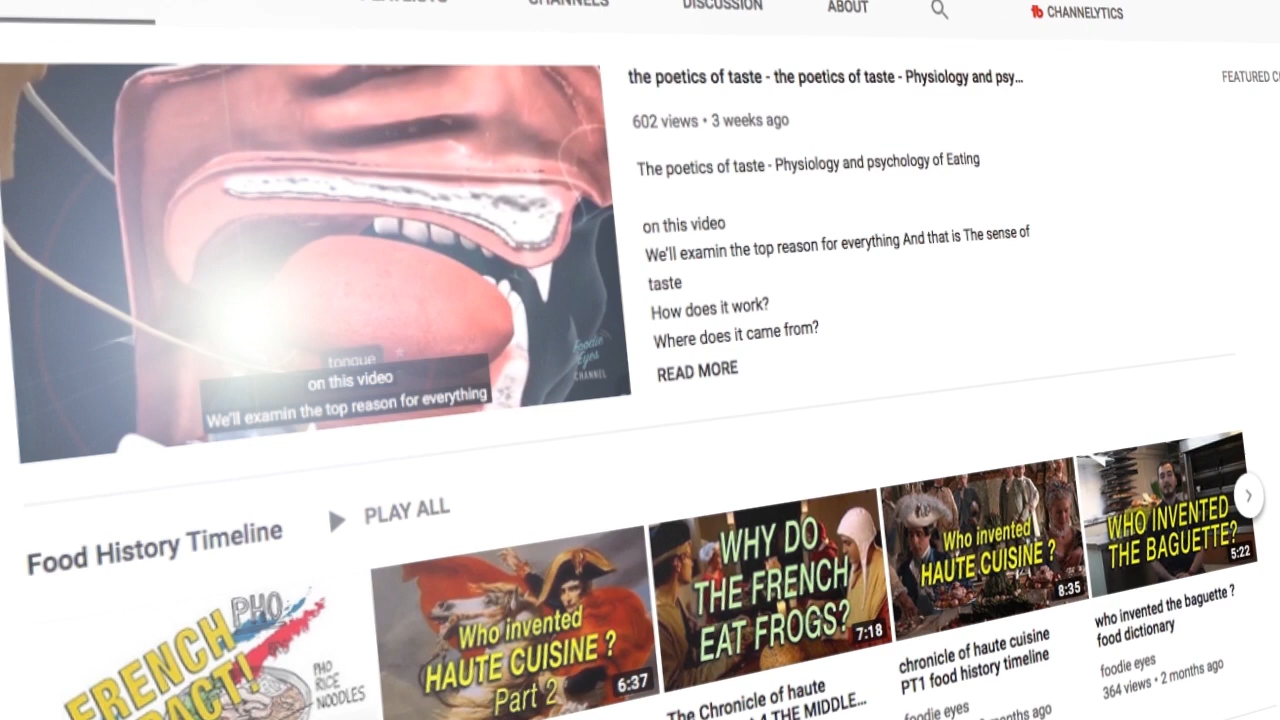 PLAYLISTS
CHANNELS
DISCUSSION
ABOUT
CHANNELYTICS
the poetics of taste - the poetics of taste - Physiology and psy...
FEATURED
602 views • 3 weeks ago
The poetics of taste - Physiology and psychology of Eating
on this video
We'll examin the top reason for everything And that is The sense of
taste
How does it work?
Where does it came from?
READ MORE
tongue
on this video
We'll examin the top reason for everything
foodie
Eyes
CHANNEL
Food History Timeline
PLAY ALL
FRENCH
PHO
PHO
RICE
NOODLES
Who invented
HAUTE CUISINE ?
Part 2
6:37
WHY DO
THE FRENCH
EAT FROGS?
7:18
The Chronicle of haute
THE MIDDLE...
Who invented
HAUTE CUISINE ?
8:35
chronicle of haute cuisine
PT1 food history timeline
foodie eyes
months ago
WHO INVENTED
THE BAGUETTE?
5:22
who invented the baguette ?
food dictionary
foodie eyes
364 views • 2 months ago